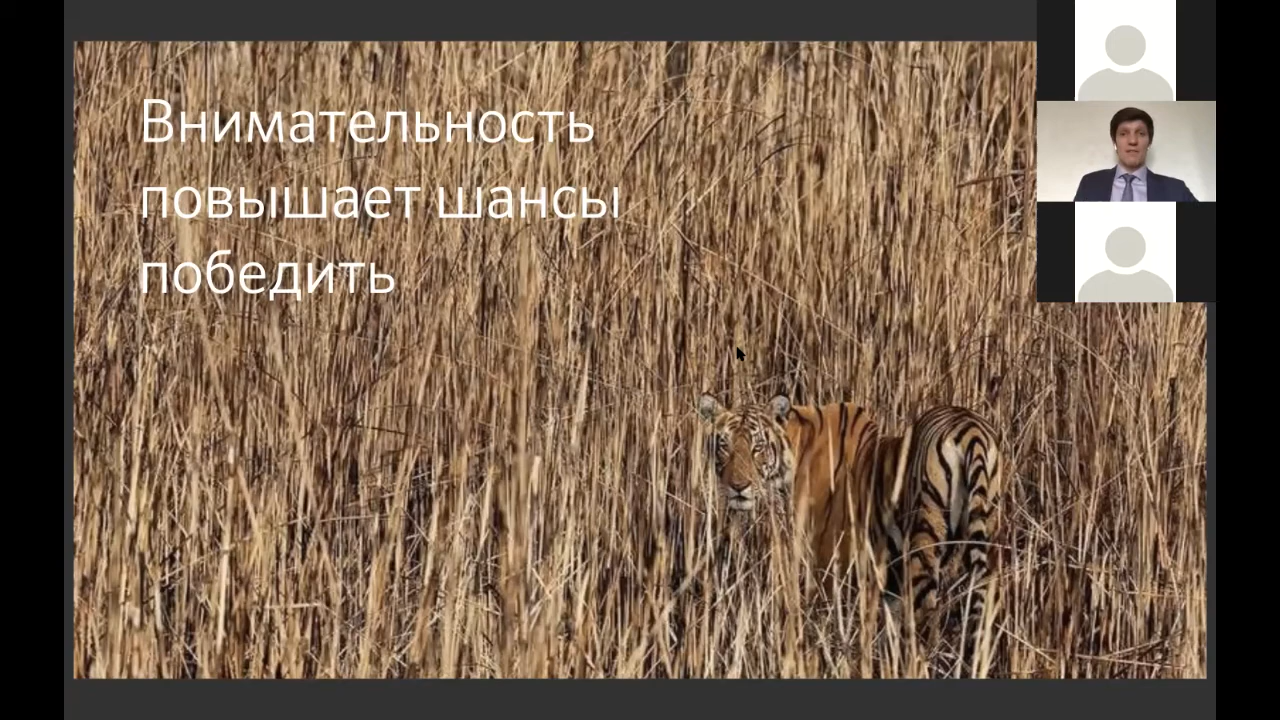 Внимательность
повышает шансы
победить